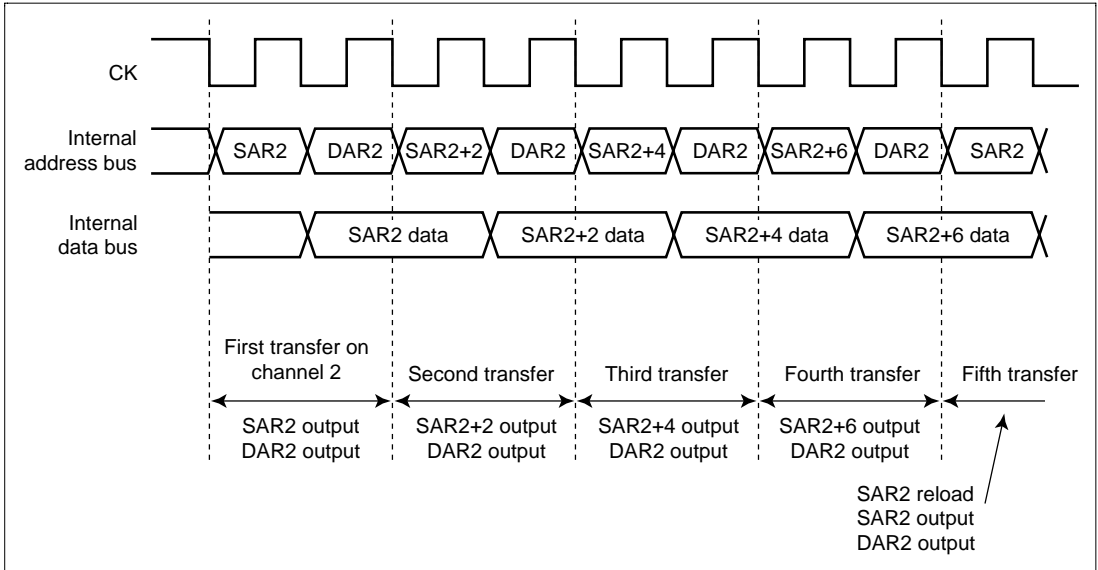 CK
Internal
address bus
SAR2 DAR2 SAR2+2 DAR2 SAR2+4 DAR2 SAR2+6 DAR2 SAR2
Internal
data bus
SAR2 data SAR2+2 data SAR2+4 data SAR2+6 data
First transfer on
channel 2
Second transfer
Third transfer
Fourth transfer
Fifth transfer
SAR2 output
DAR2 output
SAR2+2 output
DAR2 output
SAR2+4 output
DAR2 output
SAR2+6 output
DAR2 output
SAR2 reload
SAR2 output
DAR2 output